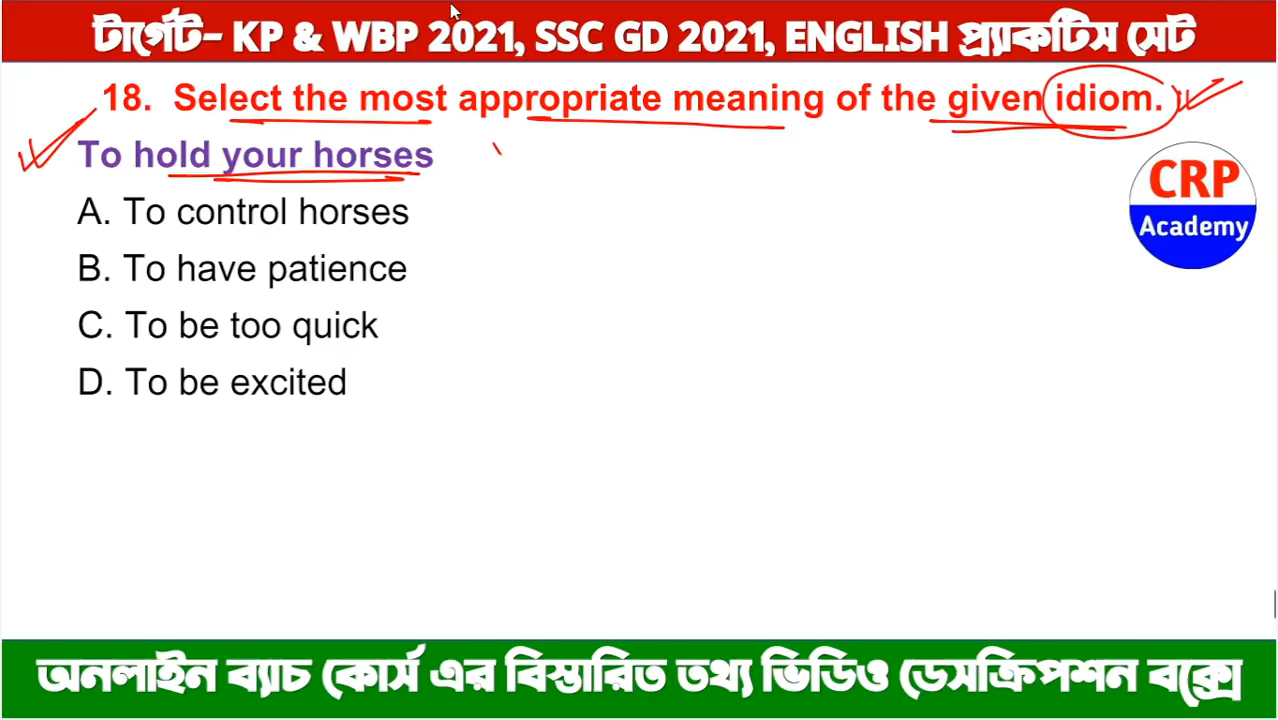 টার্গেট- KP & WBP 2021, SSC GD 2021, ENGLISH প্র্যাকটিস সেট
18. Select the most appropriate meaning of the given idiom.
To hold your horses
A. To control horses
B. To have patience
C. To be too quick
D. To be excited
CRP
Academy
অনলাইন ব্যাচ কোর্স এর বিস্তারিত তথ্য ভিডিও ডেসক্রিপশন বক্সে